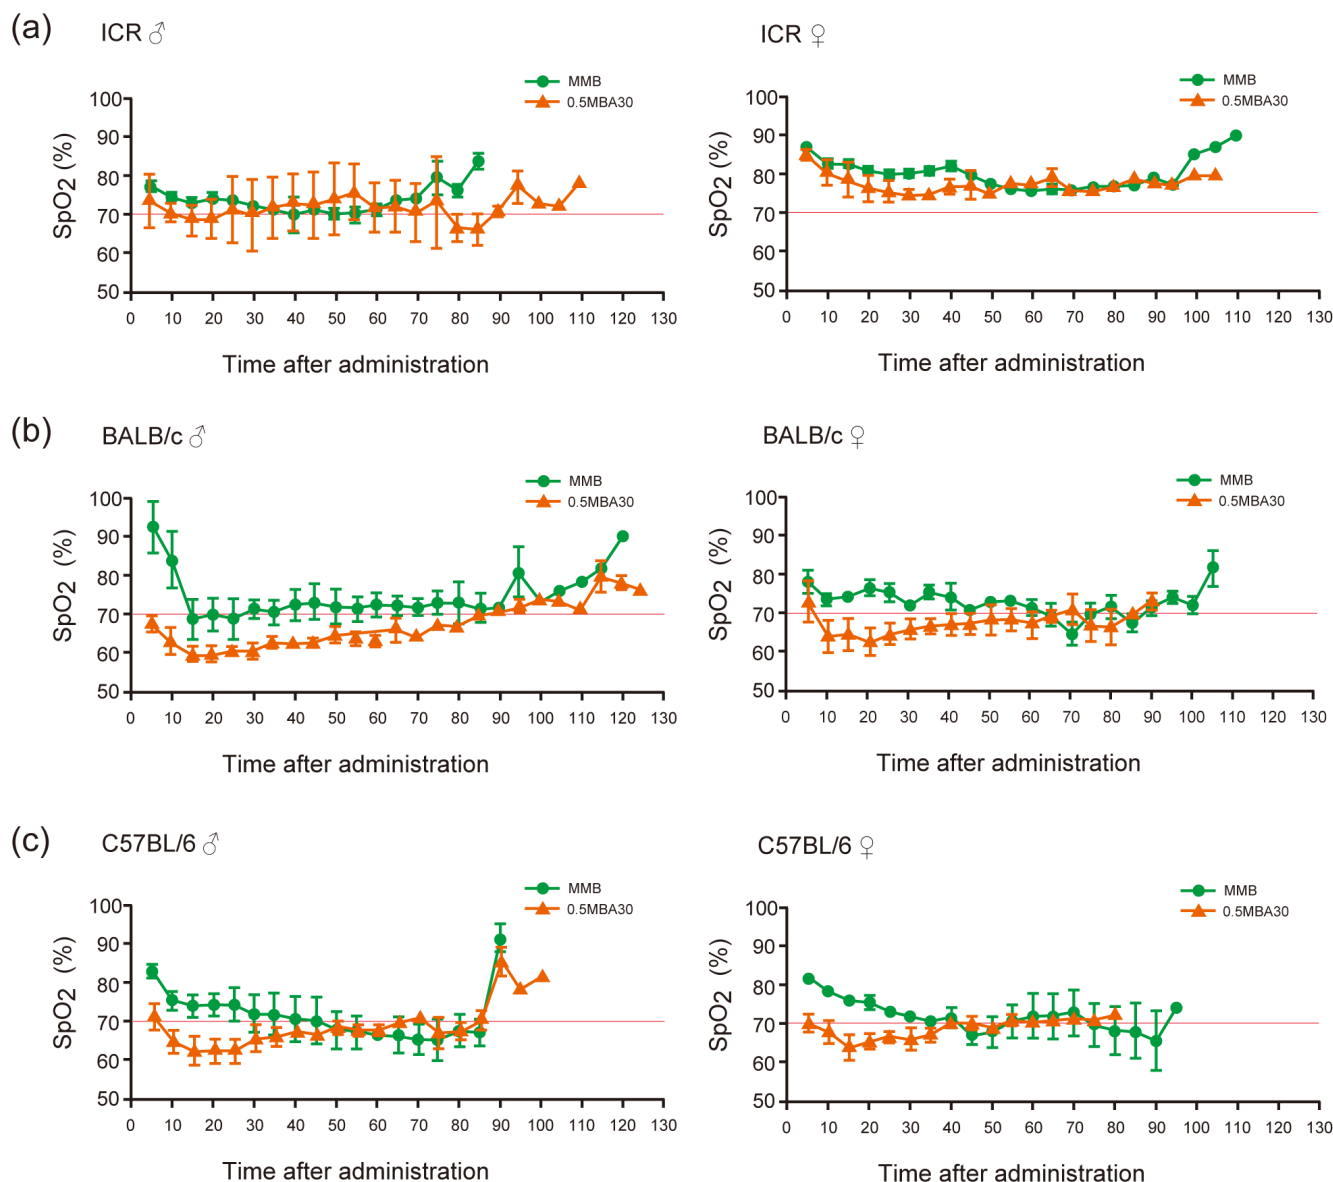 (a)
ICR ♂
MMB
0.5MBA30
100
90
80
70
60
50
SpO2 (%)
0 10 20 30 40 50 60 70 80 90 100 110 120 130
Time after administration
ICR ♀
MMB
0.5MBA30
100
90
80
70
60
50
SpO2 (%)
0 10 20 30 40 50 60 70 80 90 100 110 120 130
Time after administration
(b)
BALB/c ♂
MMB
0.5MBA30
100
90
80
70
60
50
SpO2 (%)
0 10 20 30 40 50 60 70 80 90 100 110 120 130
Time after administration
BALB/c ♀
MMB
0.5MBA30
100
90
80
70
60
50
SpO2 (%)
0 10 20 30 40 50 60 70 80 90 100 110 120 130
Time after administration
(c)
C57BL/6 ♂
MMB
0.5MBA30
100
90
80
70
60
50
SpO2 (%)
0 10 20 30 40 50 60 70 80 90 100 110 120 130
Time after administration
C57BL/6 ♀
MMB
0.5MBA30
100
90
80
70
60
50
SpO2 (%)
0 10 20 30 40 50 60 70 80 90 100 110 120 130
Time after administration